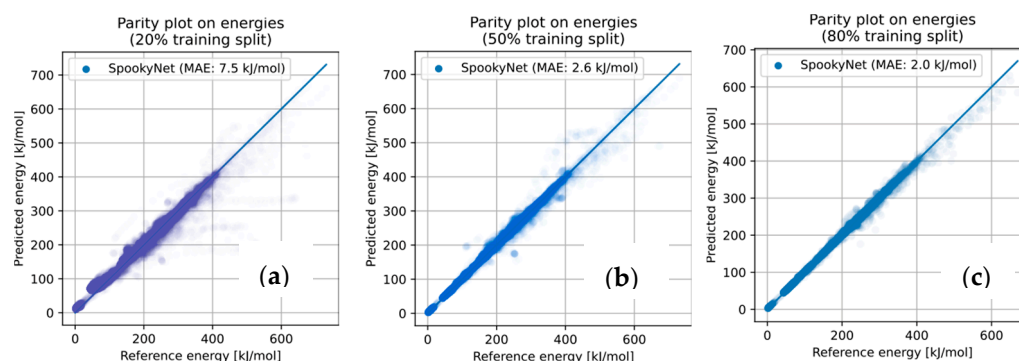 Parity plot on energies
(20% training split)
SpookyNet (MAE: 7.5 kJ/mol)
Predicted energy [kJ/mol]
700
600
500
400
300
200
100
0
(a)
0 200 400 600
Reference energy [kJ/mol]
Parity plot on energies
(50% training split)
SpookyNet (MAE: 2.6 kJ/mol)
Predicted energy [kJ/mol]
700
600
500
400
300
200
100
0
(b)
0 200 400 600
Reference energy [kJ/mol]
Parity plot on energies
(80% training split)
SpookyNet (MAE: 2.0 kJ/mol)
Predicted energy [kJ/mol]
700
600
500
400
300
200
100
0
(c)
0 200 400 600
Reference energy [kJ/mol]